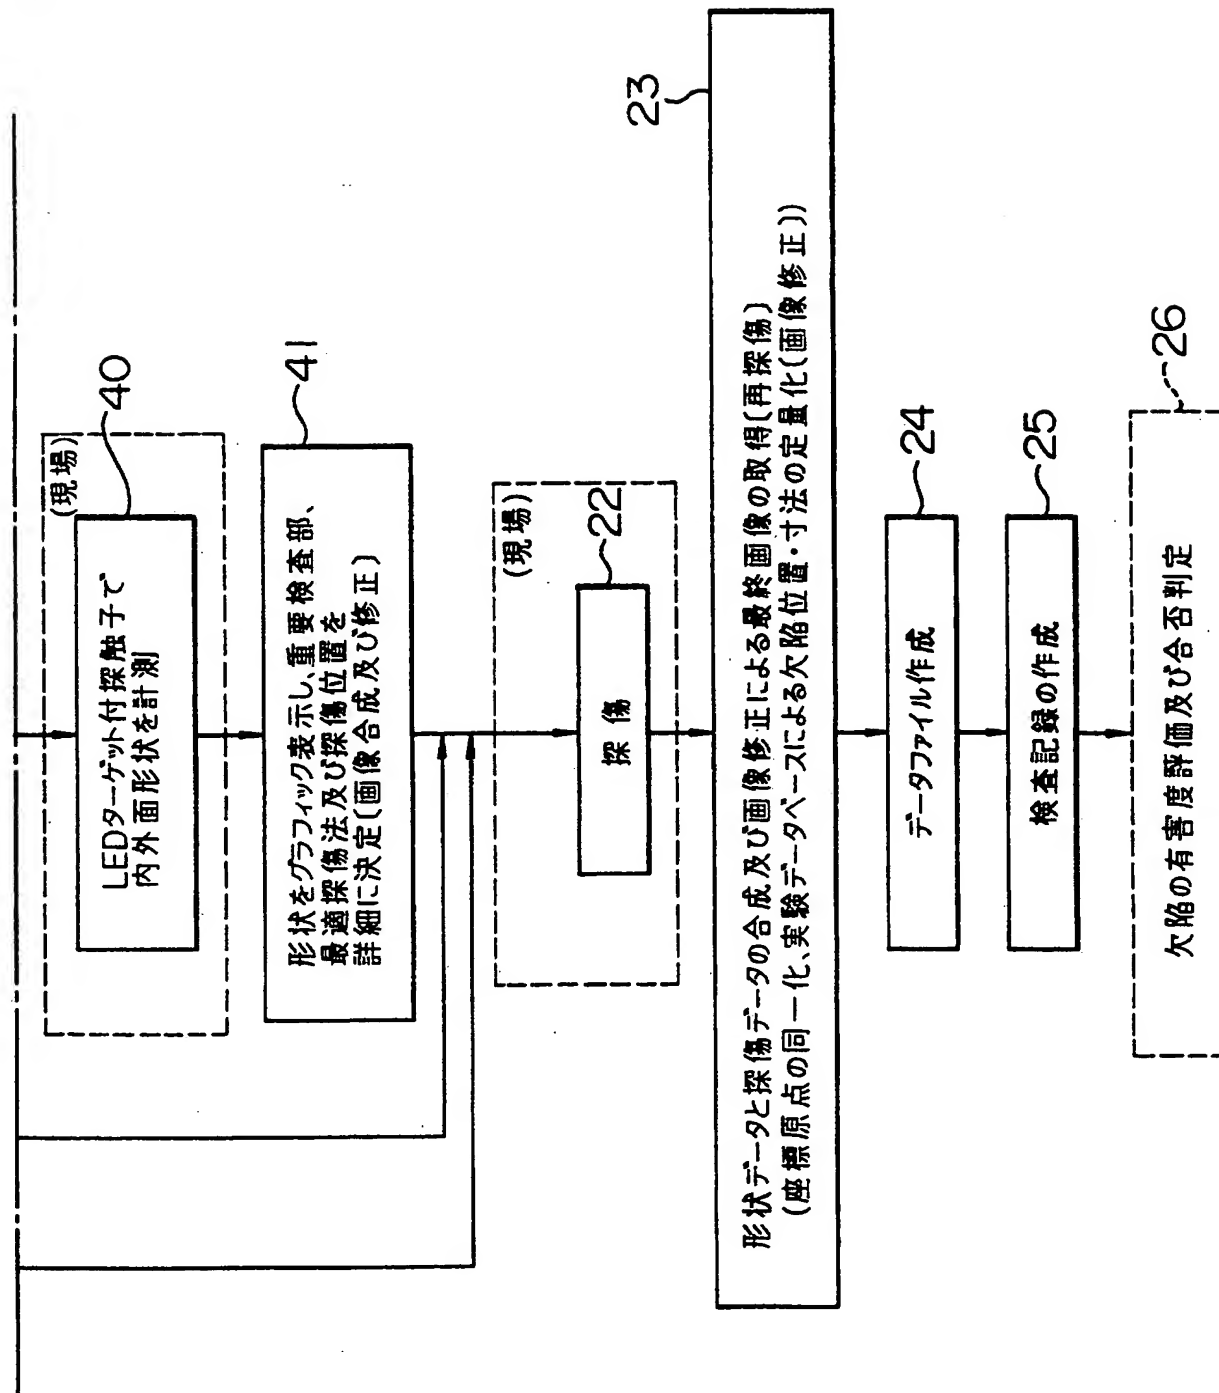 (現場)
40
LEDターゲット付探触子で
内外面形状を計測
41
形状をグラフィック表示し、重要検査部、
最適探傷法及び探傷位置を
詳細に決定(画像合成及び修正)
(現場)
22
探傷
23
形状データと探傷データの合成及び画像修正による最終画像の取得(再探傷)
(座標原点の同一化、実験データベースによる欠陥位置・寸法の定量化(画像修正))
24
データファイル作成
25
検査記録の作成
26
欠陥の有害度評価及び合否判定